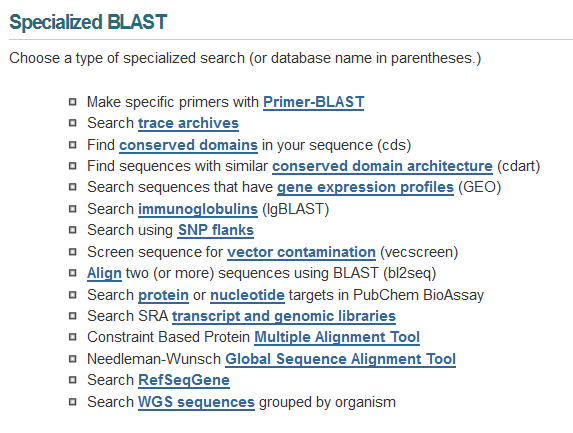 Specialized BLAST
Choose a type of specialized search (or database name in parentheses.)
Make specific primers with Primer-BLAST
Search trace archives
Find conserved domains in your sequence (cds)
Find sequences with similar conserved domain architecture (cdart)
Search sequences that have gene expression profiles (GEO)
Search immunoglobulins (IgBLAST)
Search using SNP flanks
Screen sequence for vector contamination (vecscreen)
Align two (or more) sequences using BLAST (bl2seq)
Search protein or nucleotide targets in PubChem BioAssay
Search SRA transcript and genomic libraries
Constraint Based Protein Multiple Alignment Tool
Needleman-Wunsch Global Sequence Alignment Tool
Search RefSeqGene
Search WGS sequences grouped by organism